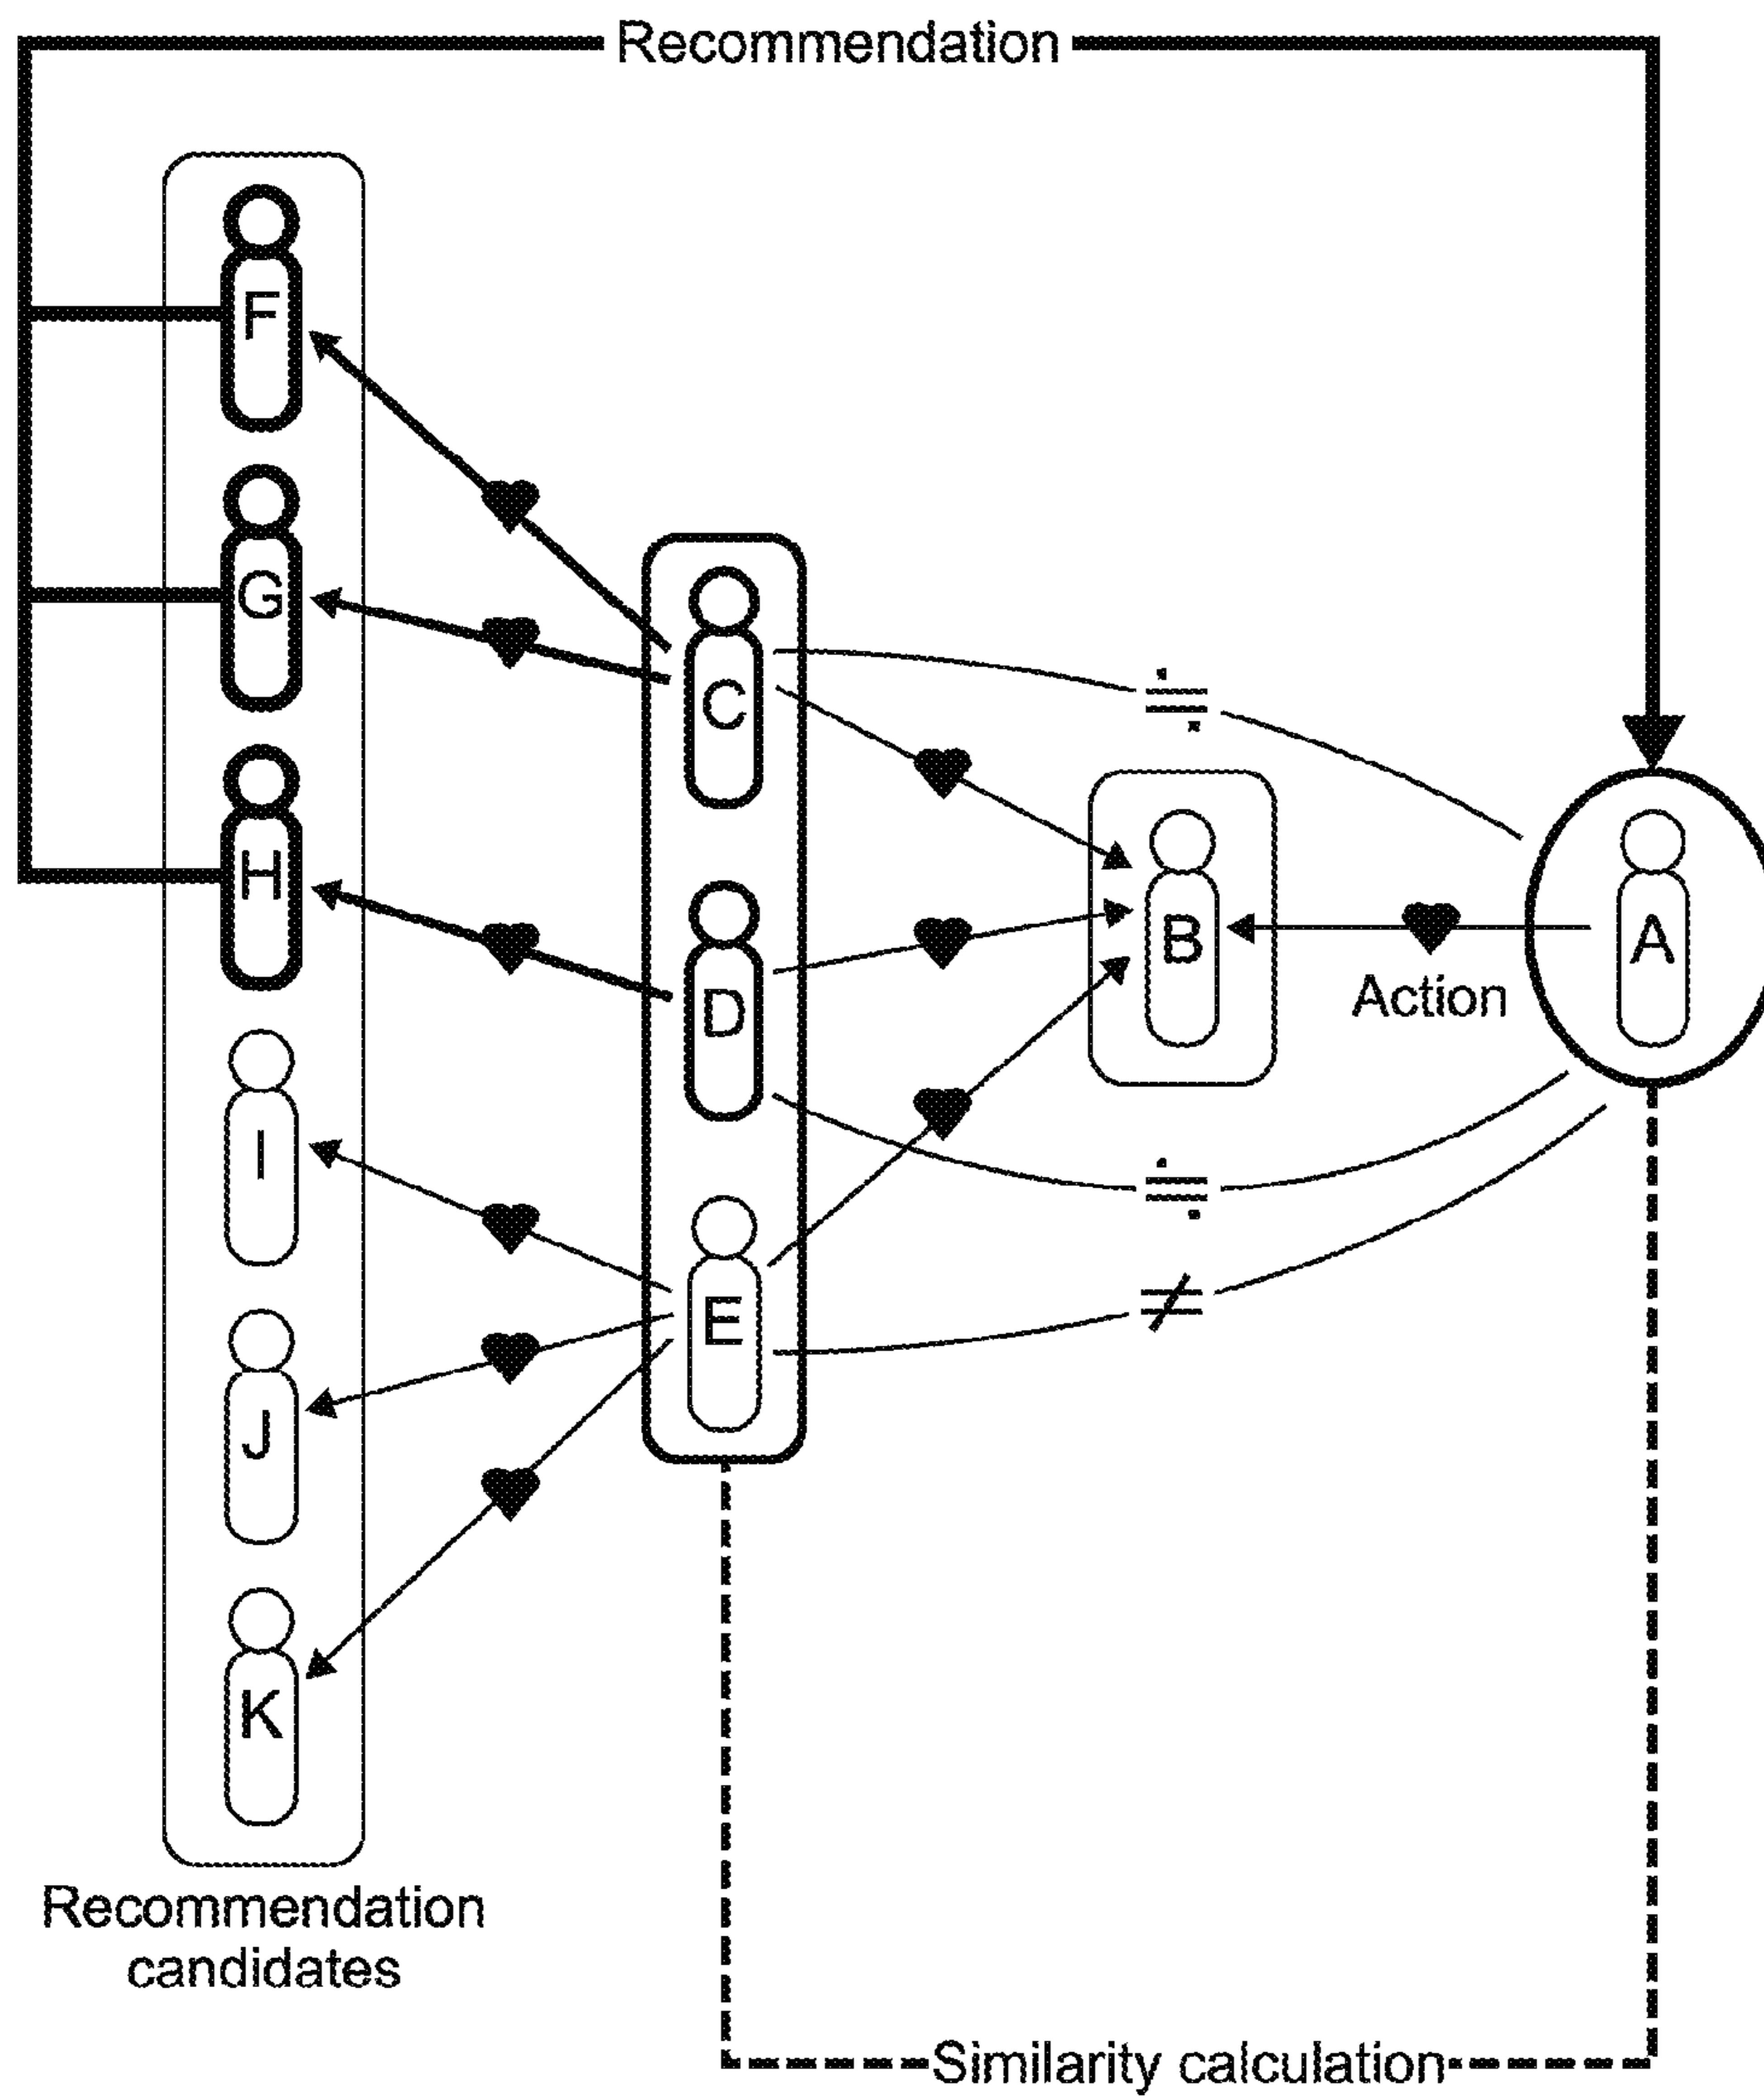 Recommendation
F
G
C
H
B
A
D
Action
I
E
J
K
Recommendation
candidates
Similarity calculation
≒
≒
≠